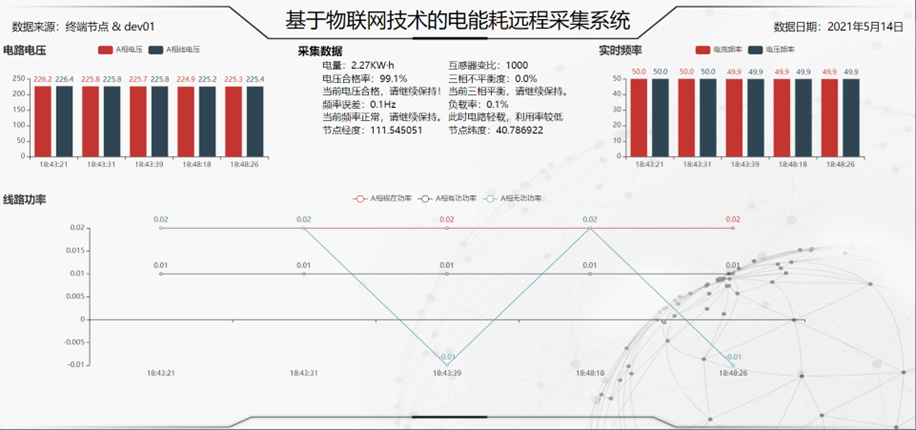 基于物联网技术的电能耗远程采集系统
数据来源：终端节点 & dev01
数据日期：2021年5月14日
电路电压
A相电压 A相线电压
250
200
150
100
50
0
226.2 226.4 225.8 225.8 225.7 225.8 224.9 225.2 225.3 225.4
18:43:21 18:43:31 18:43:39 18:48:18 18:48:26
采集数据
电量：2.27KW·h 互感器变比：1000
电压合格率：99.1% 三相不平衡度：0.0%
当前电压合格，请继续保持！ 当前三相平衡，请继续保持。
频率误差：0.1Hz 负载率：0.1%
当前频率正常，请继续保持。 此时电路轻载，利用率较低
节点经度：111.545051 节点纬度：40.786922
实时频率
电流频率 电压频率
50
40
30
20
10
0
50.0 50.0 50.0 50.0 49.9 49.9 49.9 49.9 49.9 49.9
18:43:21 18:43:31 18:43:39 18:48:18 18:48:26
线路功率
A相视在功率 A相有功功率 A相无功功率
0.02
0.015
0.01
0.005
0
-0.005
-0.01
0.02 0.02 0.02 0.02 0.02
0.01 0.01 0.01 0.01 0.01
-0.01 -0.01
18:43:21 18:43:31 18:43:39 18:48:18 18:48:26